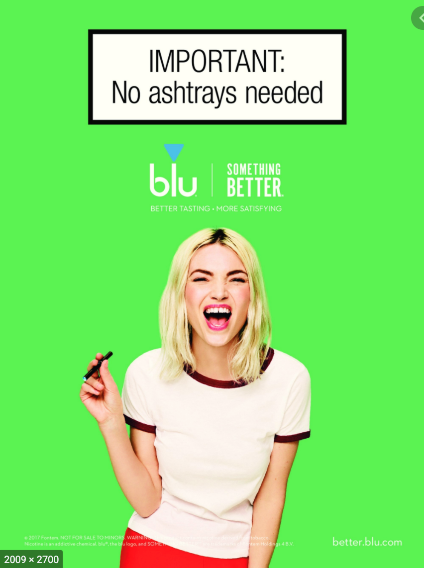 IMPORTANT:
No ashtrays needed
blu
SOMETHING
BETTER.
BETTER TASTING • MORE SATISFYING
better.blu.com
2009 × 2700